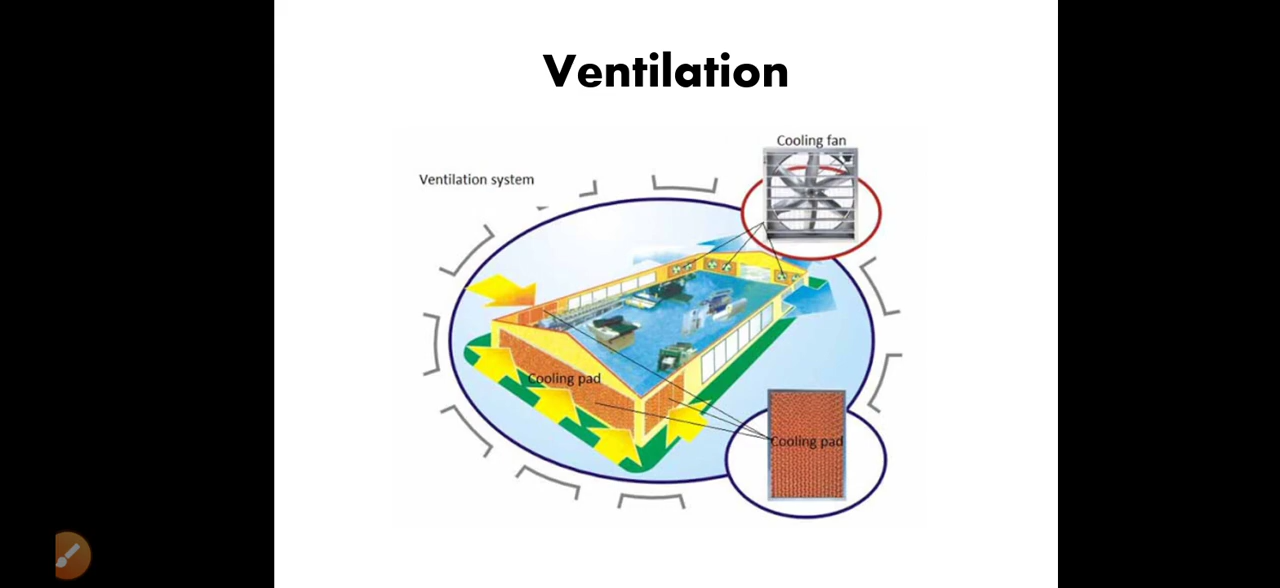 Ventilation
Cooling fan
Ventilation system
Cooling pad
Cooling pad